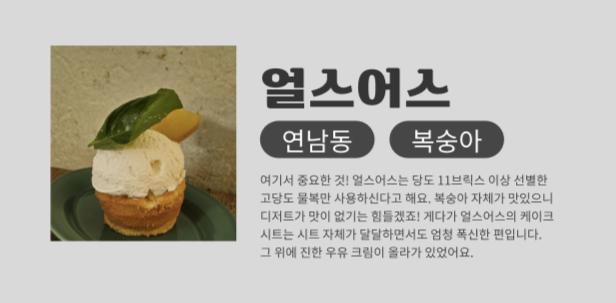 얼스어스
연남동 복숭아
여기서 중요한 것! 얼스어스는 당도 11브릭스 이상 선별한
고당도 물복만 사용하신다고 해요. 복숭아 자체가 맛있으니
디저트가 맛이 없기는 힘들겠죠! 게다가 얼스어스의 케이크
시트는 시트 자체가 달달하면서도 엄청 폭신한 편입니다.
그 위에 진한 우유 크림이 올라가 있었어요.